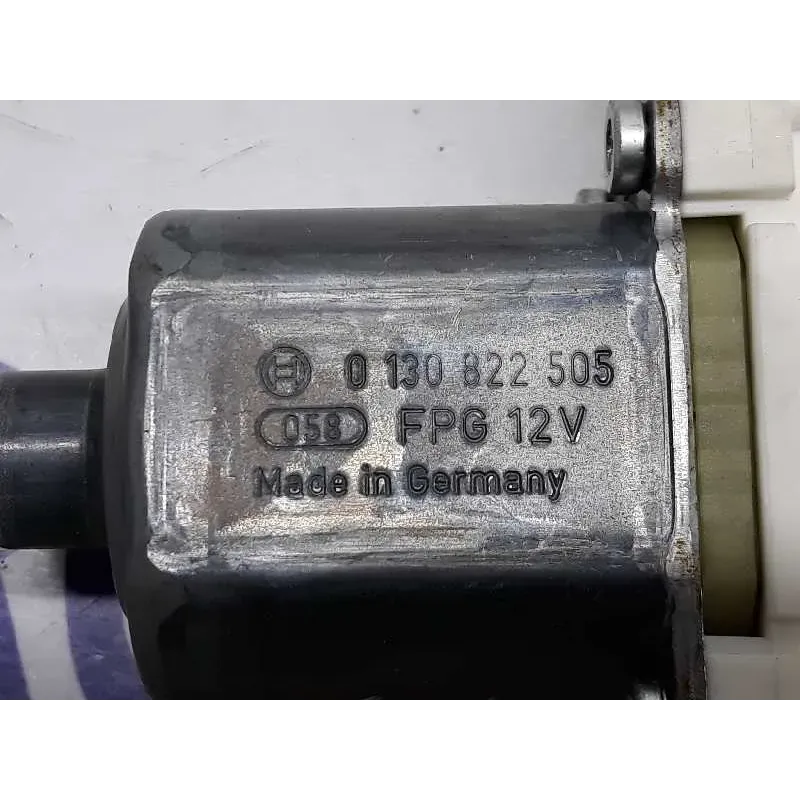 0 130 822 505
058 FPG 12V
Made in Germany